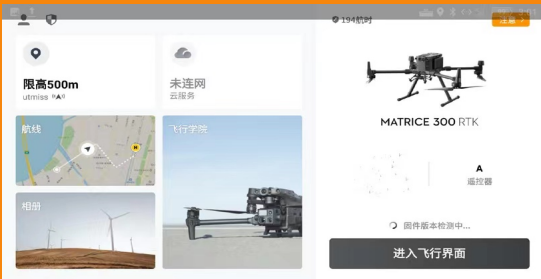 194航时
注意 >
限高500m
utmiss
未连网
云服务
航线
H
飞行学院
相册
MATRICE 300 RTK
A
遥控器
固件版本检测中...
进入飞行界面